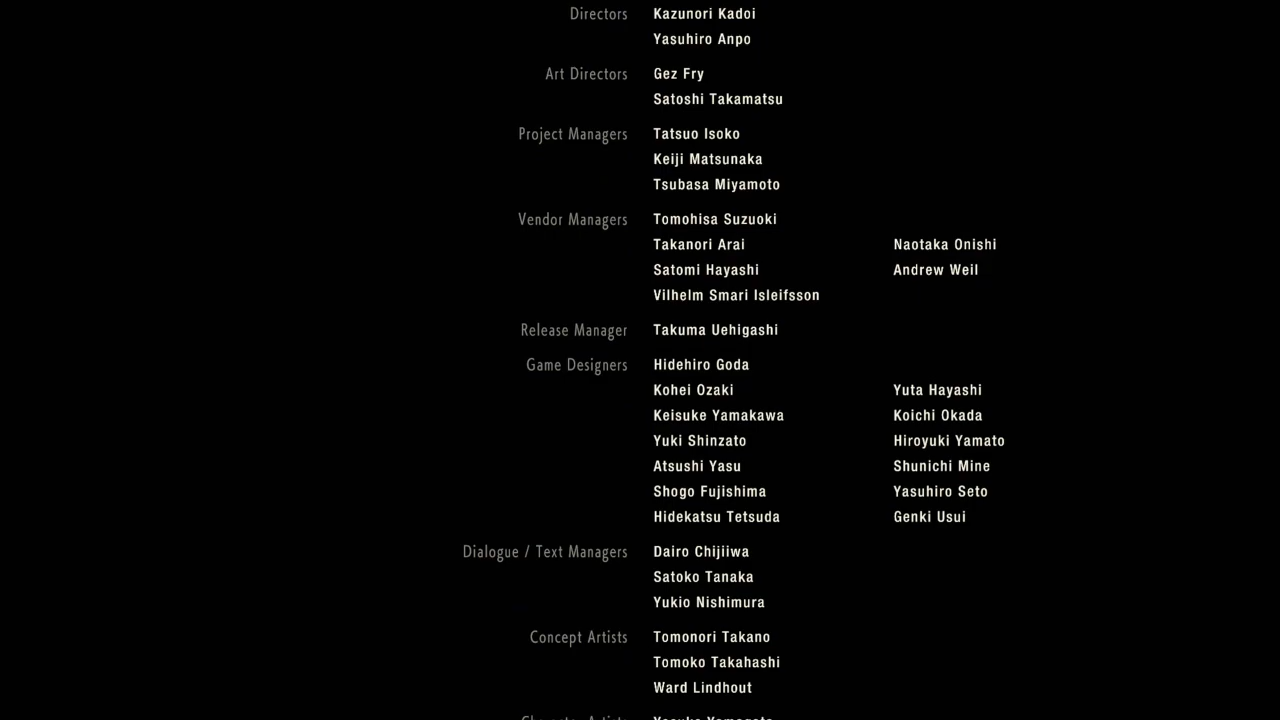 Directors Kazunori Kadoi
Yasuhiro Anpo
Art Directors Gez Fry
Satoshi Takamatsu
Project Managers Tatsuo Isoko
Keiji Matsunaka
Tsubasa Miyamoto
Vendor Managers Tomohisa Suzuoki
Takanori Arai Naotaka Onishi
Satomi Hayashi Andrew Weil
Vilhelm Smari Isleifsson
Release Manager Takuma Uehigashi
Game Designers Hidehiro Goda
Kohei Ozaki Yuta Hayashi
Keisuke Yamakawa Koichi Okada
Yuki Shinzato Hiroyuki Yamato
Atsushi Yasu Shunichi Mine
Shogo Fujishima Yasuhiro Seto
Hidekatsu Tetsuda Genki Usui
Dialogue / Text Managers Dairo Chijiiwa
Satoko Tanaka
Yukio Nishimura
Concept Artists Tomonori Takano
Tomoko Takahashi
Ward Lindhout